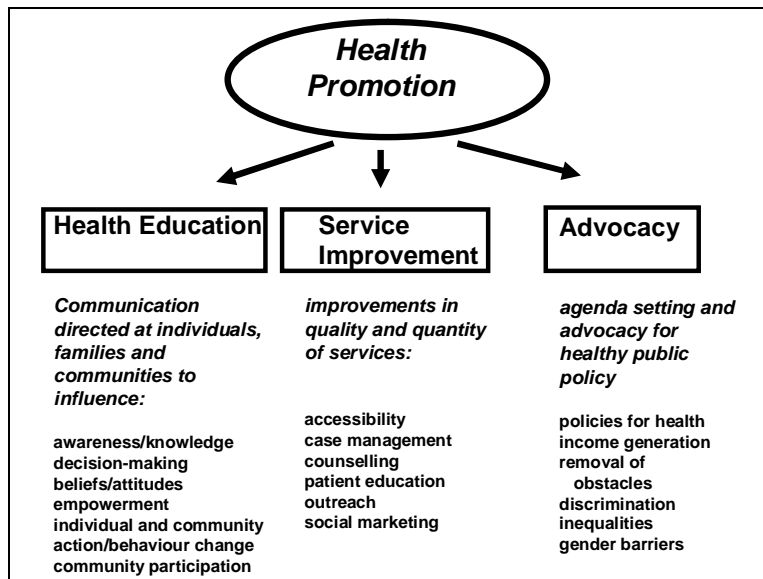 Health
Promotion
Health Education
Communication
directed at individuals,
families and
communities to
influence:
awareness/knowledge
decision-making
beliefs/attitudes
empowerment
individual and community
action/behaviour change
community participation
Service
Improvement
improvements in
quality and quantity
of services:
accessibility
case management
counselling
patient education
outreach
social marketing
Advocacy
agenda setting and
advocacy for
healthy public
policy
policies for health
income generation
removal of
obstacles
discrimination
inequalities
gender barriers